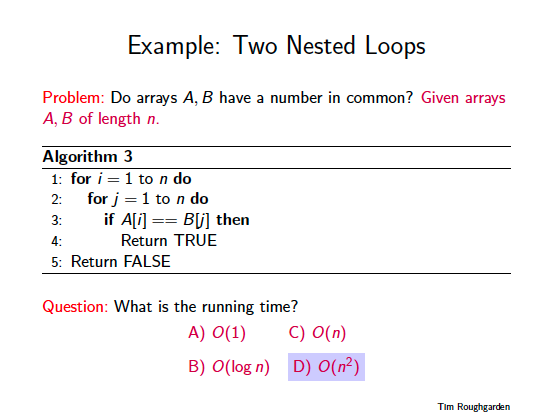 Example: Two Nested Loops
Problem: Do arrays A, B have a number in common? Given arrays
A, B of length n.
Algorithm 3
1: for i = 1 to n do
2: for j = 1 to n do
3: if A[i] == B[j] then
4: Return TRUE
5: Return FALSE
Question: What is the running time?
A) O(1) C) O(n)
B) O(log n) D) O(n²)
Tim Roughgarden